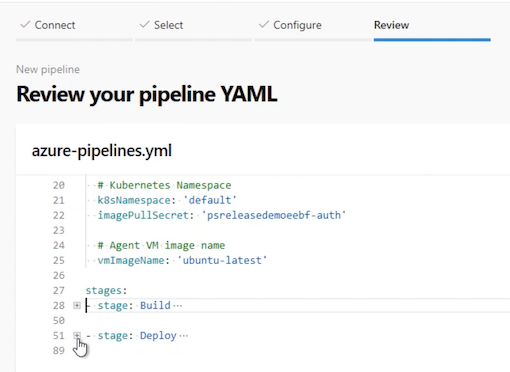 Connect
Select
Configure
Review
New pipeline
Review your pipeline YAML
azure-pipelines.yml
20 # Kubernetes Namespace
21 k8sNamespace: 'default'
22 imagePullSecret: 'psreleasedemoeebf-auth'
23
24 # Agent VM image name
25 vmImageName: 'ubuntu-latest'
26
27 stages:
28 - stage: Build···
50
51 - stage: Deploy···
89